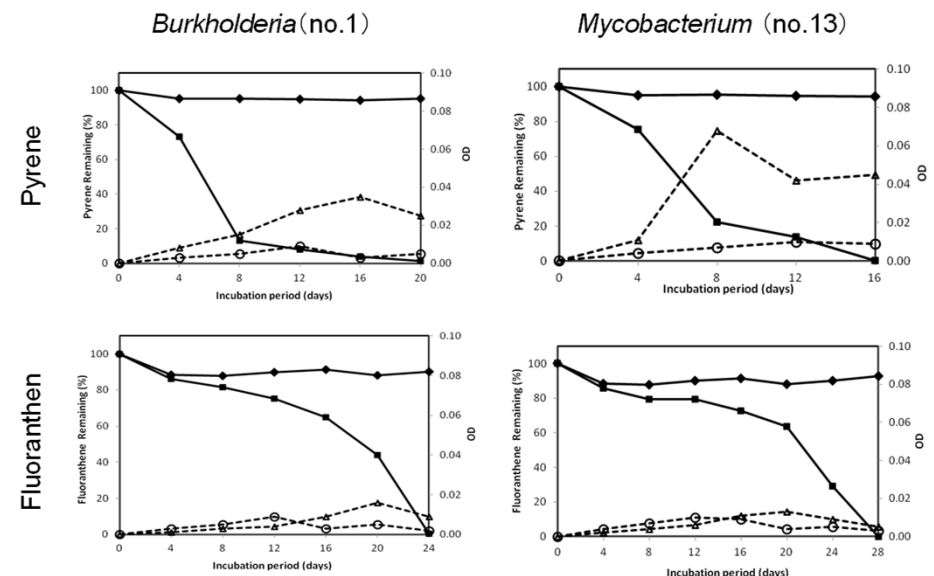 Burkholderia(no.1)
Mycobacterium (no.13)
Pyrene
Pyrene Remaining (%)
100
80
60
40
20
0
0.10
0.08
0.06
0.04
0.02
0.00
OD
0 4 8 12 16 20
Incubation period (days)
Pyrene Remaining (%)
100
80
60
40
20
0
0.10
0.08
0.06
0.04
0.02
0.00
OD
0 4 8 12 16
Incubation period (days)
Fluoranthen
Fluoranthene Remaining (%)
100
80
60
40
20
0
0.10
0.08
0.06
0.04
0.02
0.00
OD
0 4 8 12 16 20 24
Incubation period (days)
Fluoranthene Remaining (%)
100
80
60
40
20
0
0.10
0.08
0.06
0.04
0.02
0.00
OD
0 4 8 12 16 20 24 28
Incubation period (days)